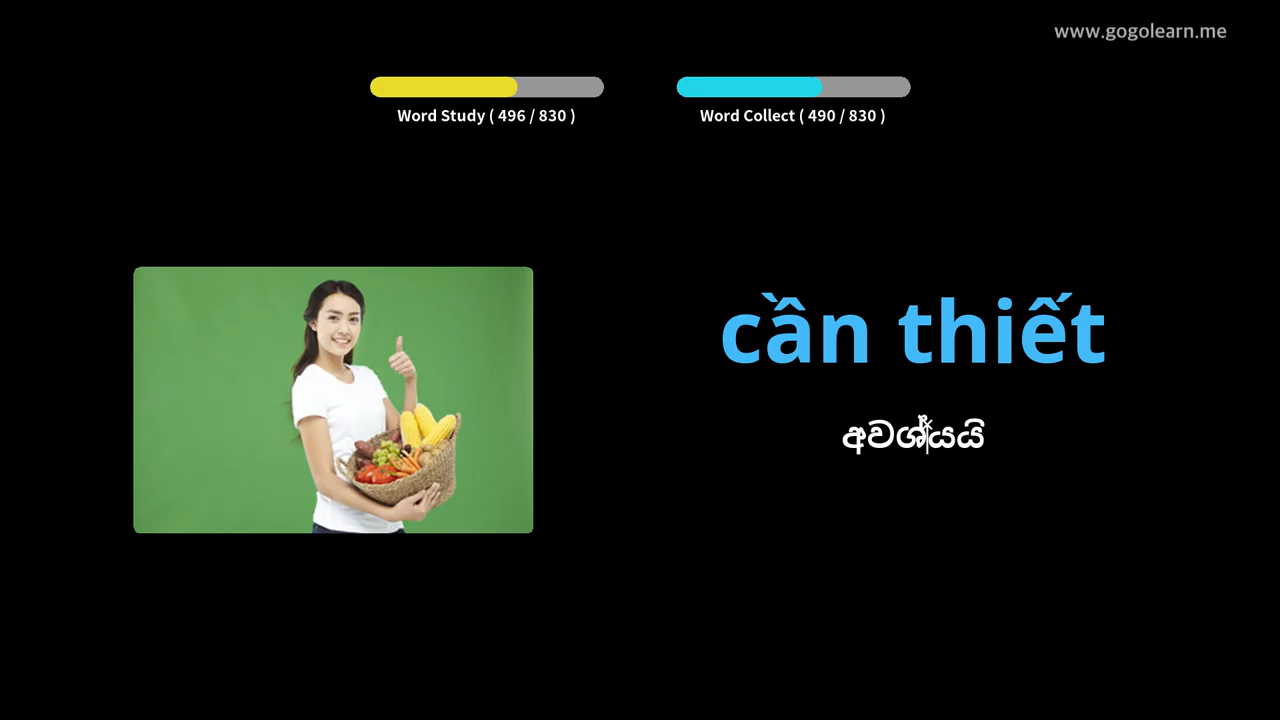 www.gogolearn.me
Word Study ( 496 / 830 )
Word Collect ( 490 / 830 )
cần thiết
අවශ්‍යයි